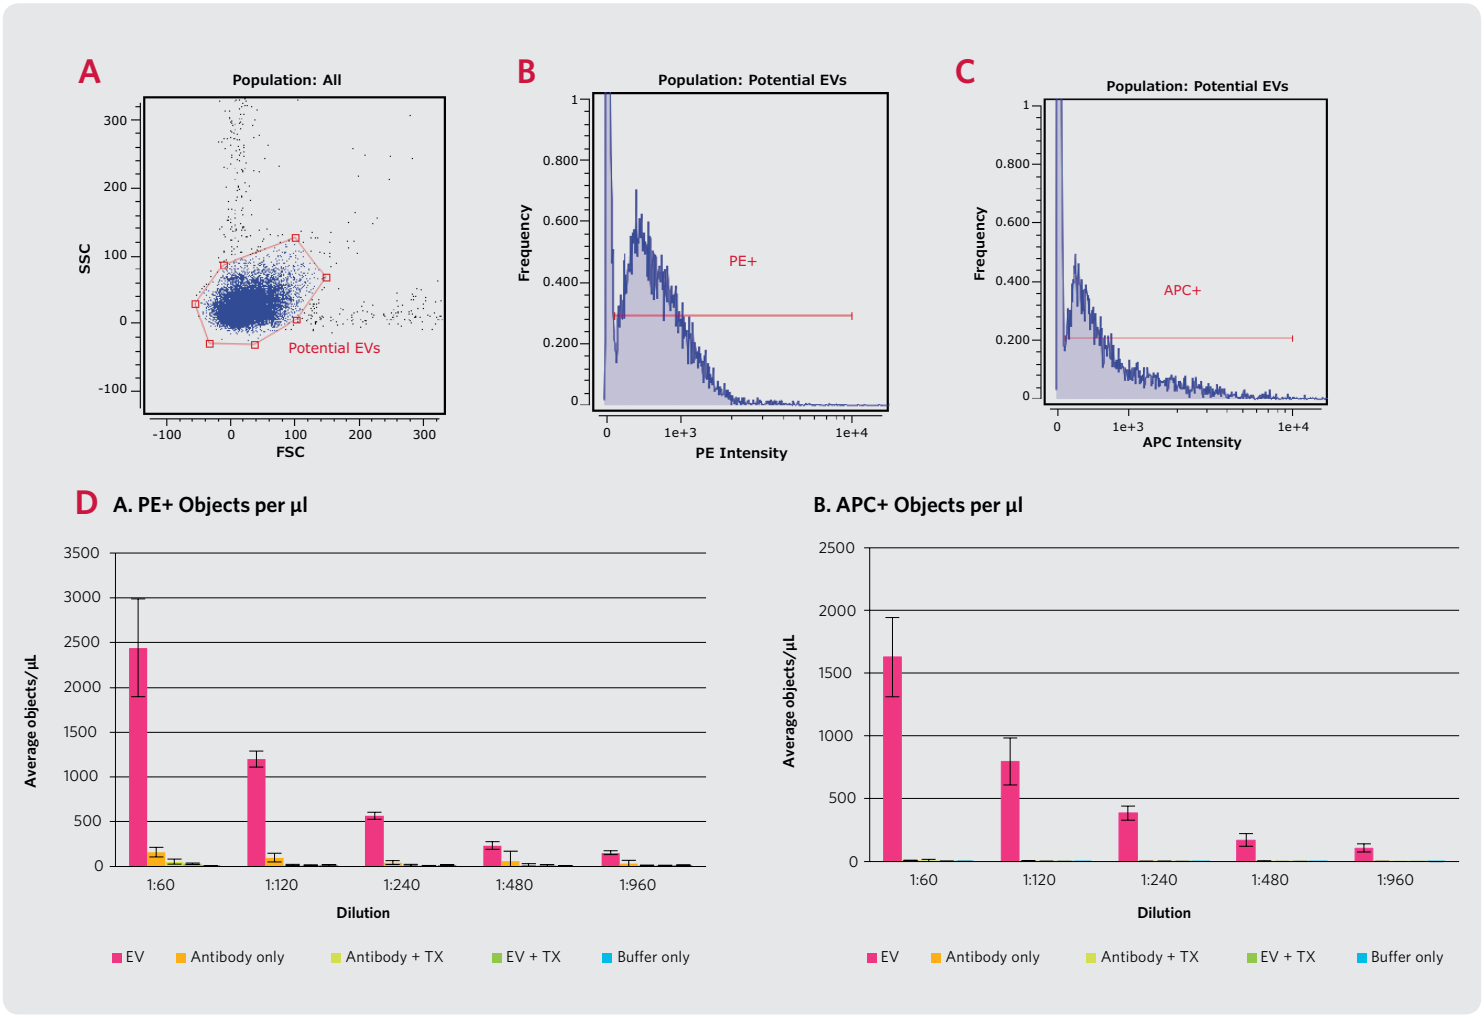 A
Population: All
SSC
300
200
100
0
-100
Potential EVs
-100 0 100 200 300
FSC
B
Population: Potential EVs
Frequency
1
0.800
0.600
0.400
0.200
0
PE+
0 1e+3 1e+4
PE Intensity
C
Population: Potential EVs
Frequency
1
0.800
0.600
0.400
0.200
0
APC+
0 1e+3 1e+4
APC Intensity
D A. PE+ Objects per µl
Average objects/µL
3500
3000
2500
2000
1500
1000
500
0
1:60 1:120 1:240 1:480 1:960
Dilution
EV Antibody only Antibody + TX EV + TX Buffer only
B. APC+ Objects per µl
Average objects/µL
2500
2000
1500
1000
500
0
1:60 1:120 1:240 1:480 1:960
Dilution
EV Antibody only Antibody + TX EV + TX Buffer only